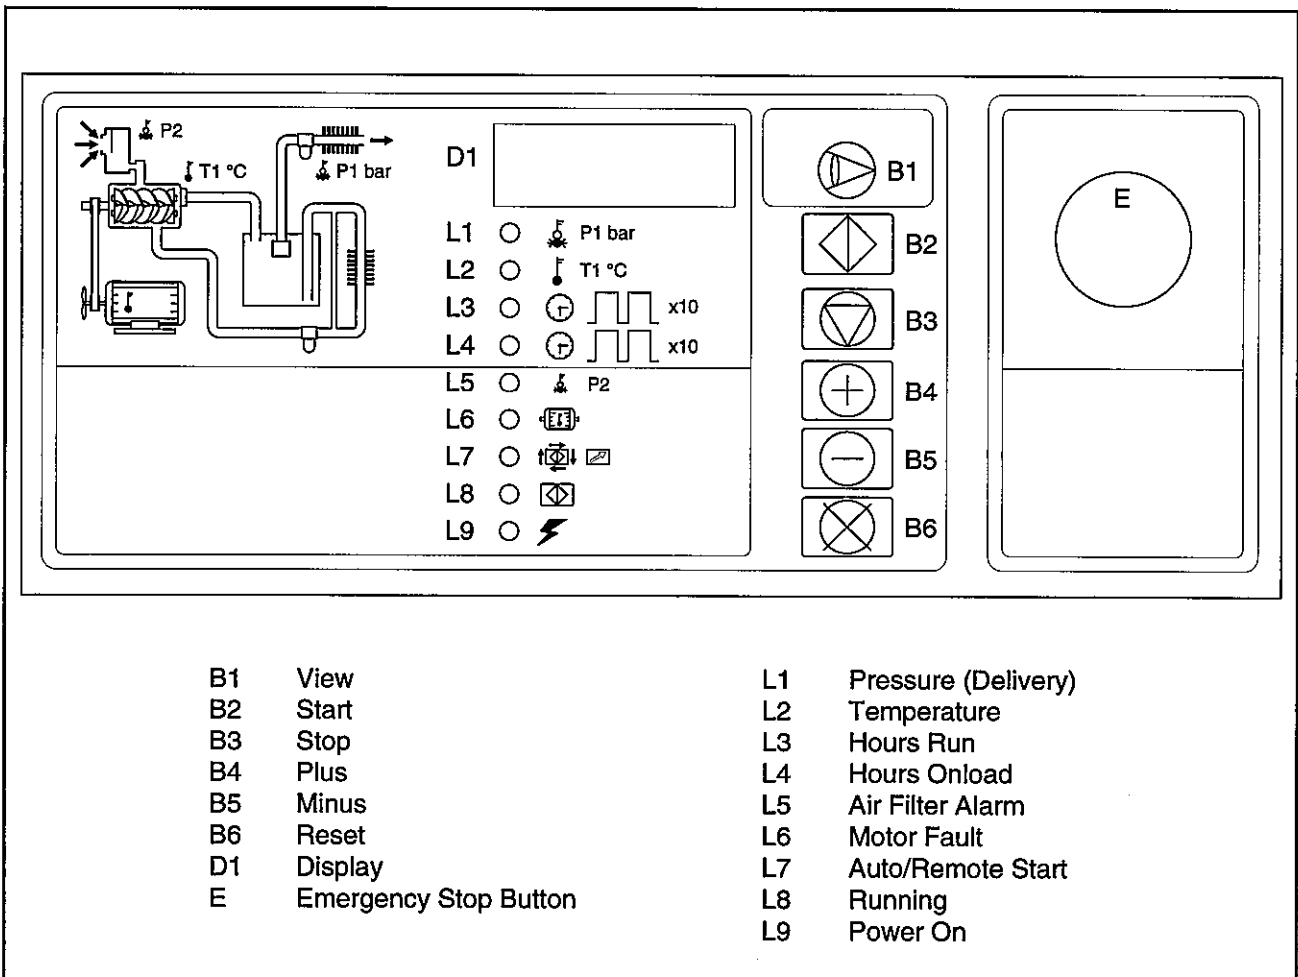 P2
T1 °C
P1 bar
D1
B1
E
L1 P1 bar
B2
L2 T1 °C
L3 x10
B3
L4 x10
L5 P2
B4
L6
L7
B5
L8
L9
B6
B1 View
B2 Start
B3 Stop
B4 Plus
B5 Minus
B6 Reset
D1 Display
E Emergency Stop Button
L1 Pressure (Delivery)
L2 Temperature
L3 Hours Run
L4 Hours Onload
L5 Air Filter Alarm
L6 Motor Fault
L7 Auto/Remote Start
L8 Running
L9 Power On